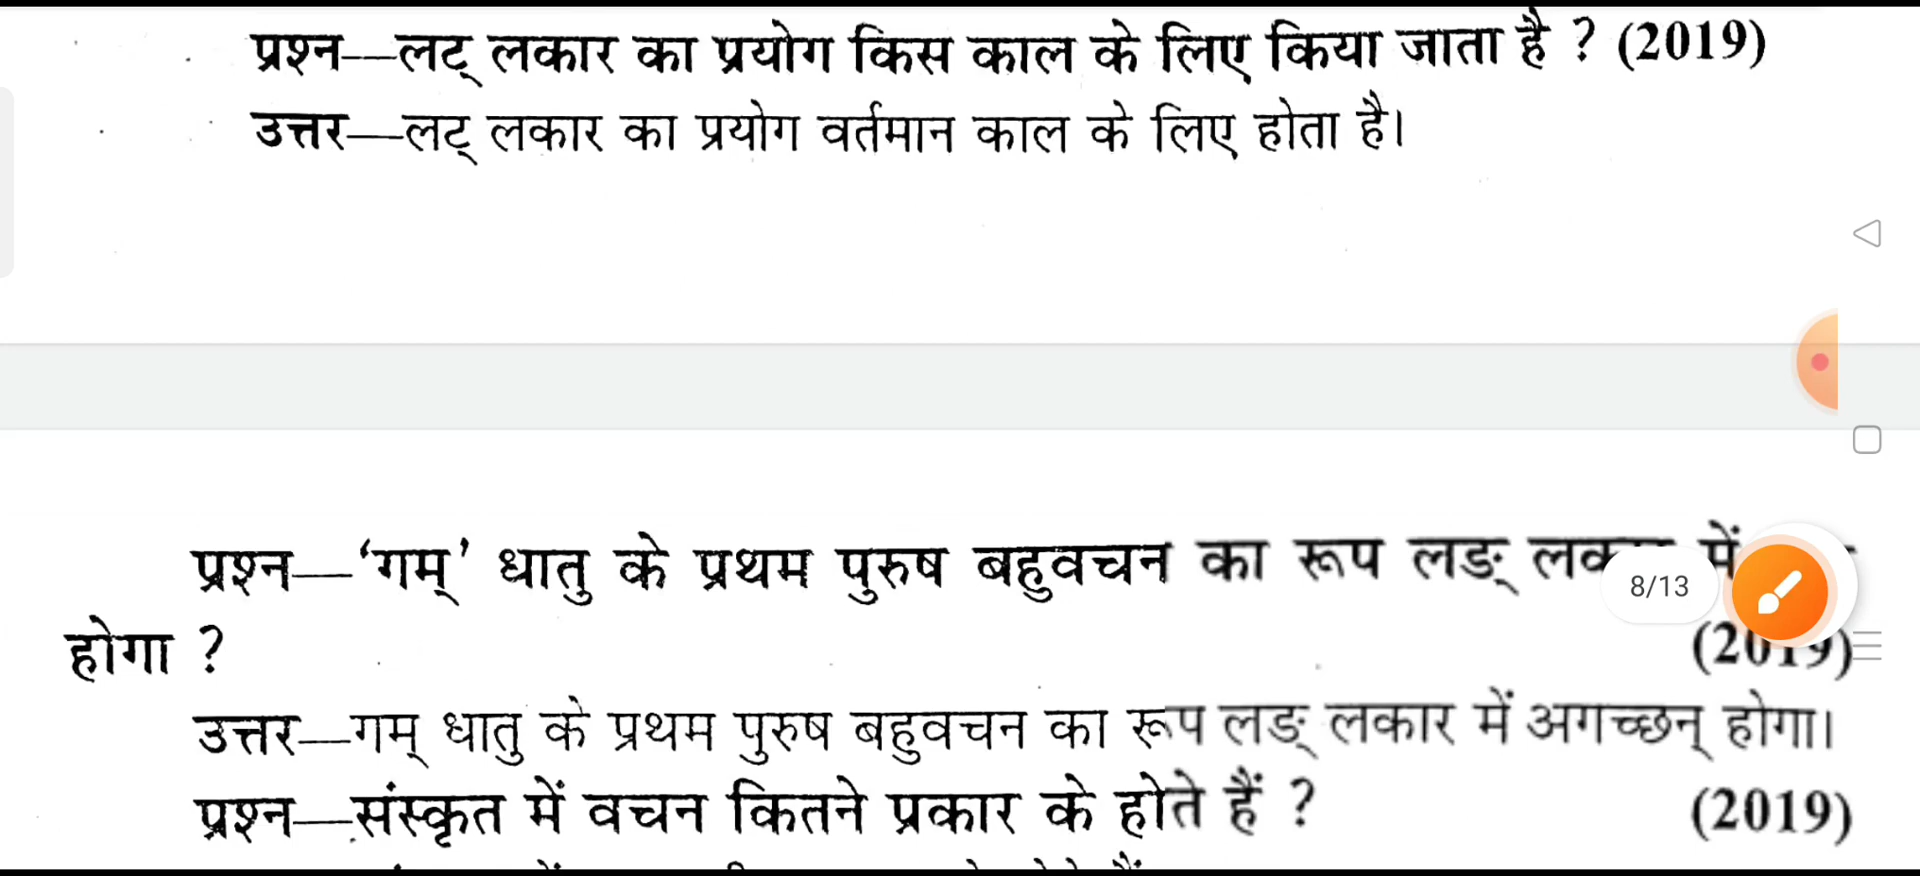 प्रश्न—लट् लकार का प्रयोग किस काल के लिए किया जाता है ? (2019)
उत्तर—लट् लकार का प्रयोग वर्तमान काल के लिए होता है।
प्रश्न—‘गम्’ धातु के प्रथम पुरुष बहुवचन का रूप लङ् में
8/13
होगा ? (2019)
उत्तर—गम् धातु के प्रथम पुरुष बहुवचन का रूप लङ् लकार में अगच्छन् होगा।
प्रश्न—संस्कृत में वचन कितने प्रकार के होते हैं ? (2019)